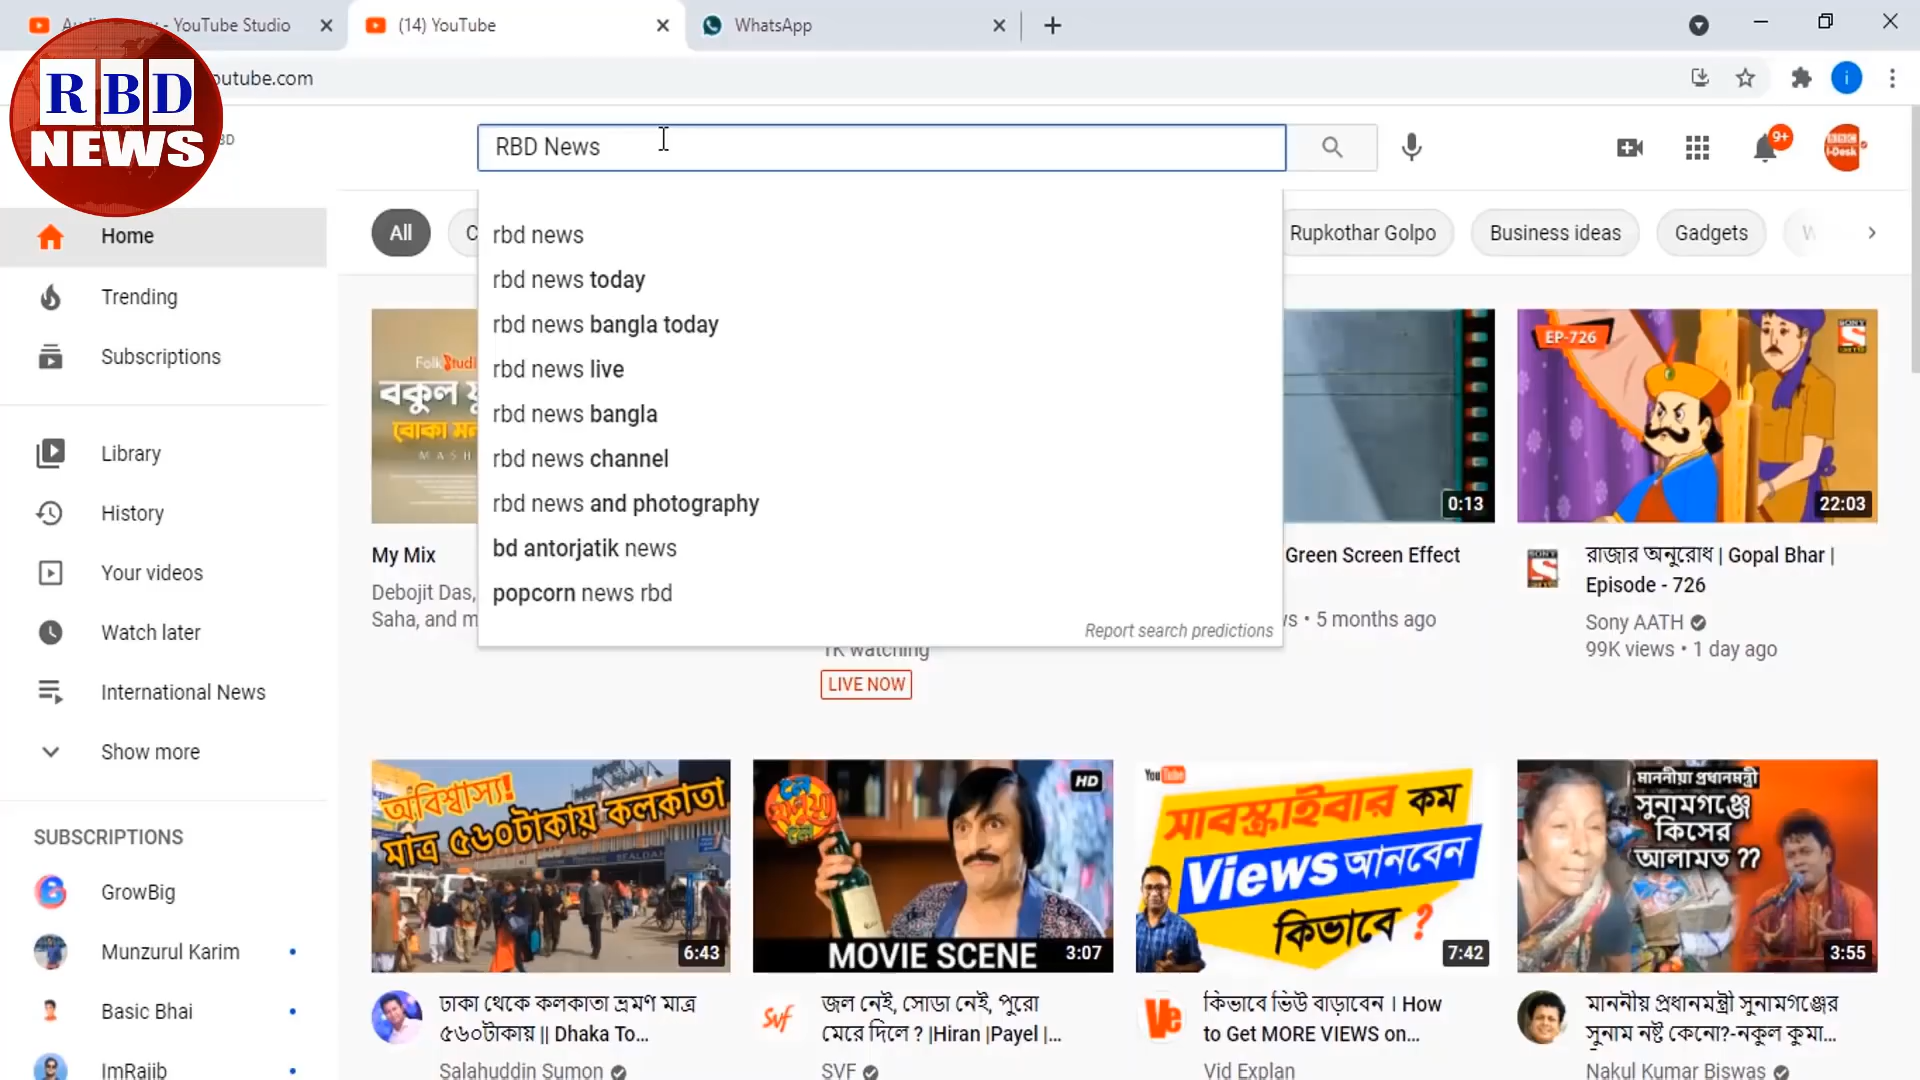 YouTube Studio
(14) YouTube
WhatsApp
outube.com
R B D
NEWS
BD
RBD News
9+
Home
Trending
Subscriptions
Library
History
Your videos
Watch later
International News
Show more
SUBSCRIPTIONS
GrowBig
Munzurul Karim
Basic Bhai
ImRajib
All
Rupkothar Golpo
Business ideas
Gadgets
rbd news
rbd news today
rbd news bangla today
rbd news live
rbd news bangla
rbd news channel
rbd news and photography
bd antorjatik news
popcorn news rbd
Report search predictions
বকুল
My Mix
Debojit Das,
Saha, and m
1K watching
LIVE NOW
0:13
Green Screen Effect
• 5 months ago
EP-726
22:03
রাজার অনুরোধ | Gopal Bhar |
Episode - 726
Sony AATH
99K views • 1 day ago
অবিশ্বাস্য!
মাত্র ৫৬০টাকায় কলকাতা
SEALDAH
6:43
ঢাকা থেকে কলকাতা ভ্রমণ মাত্র
৫৬০টাকায় || Dhaka To...
Salahuddin Sumon
HD
MOVIE SCENE
3:07
SVF
জল নেই, সোডা নেই, পুরো
মেরে দিলে ? |Hiran |Payel |...
SVF
YouTube
সাবস্ক্রাইবার কম
Views আনবেন
কিভাবে ?
7:42
কিভাবে ভিউ বাড়াবেন । How
to Get MORE VIEWS on...
Vid Explan
মাননীয়া প্রধানমন্ত্রী
সুনামগঞ্জে
কিসের
আলামত ??
3:55
মাননীয় প্রধানমন্ত্রী সুনামগঞ্জের
সুনাম নষ্ট কেনো?-নকুল কুমা...
Nakul Kumar Biswas